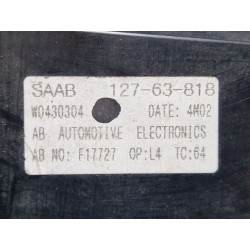 SAAB 127-63-818
W0430304 DATE: 4M02
AB AUTOMOTIVE ELECTRONICS
AB NO: F17727 OP:L4 TC:64